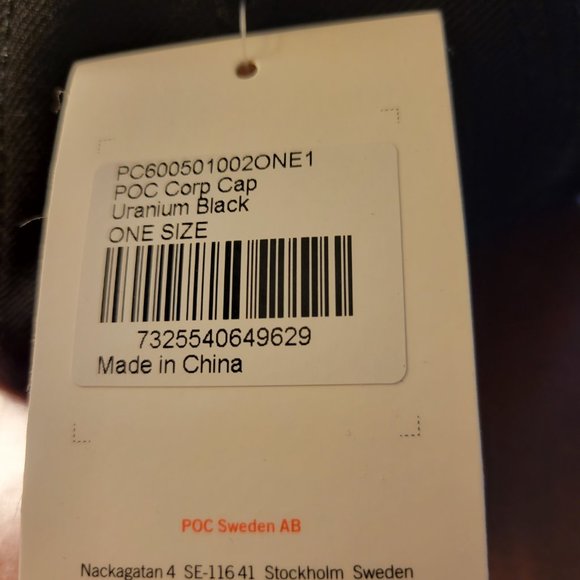 PC600501002ONE1
POC Corp Cap
Uranium Black
ONE SIZE
7325540649629
Made in China
POC Sweden AB
Nackagatan 4 SE-116 41 Stockholm Sweden